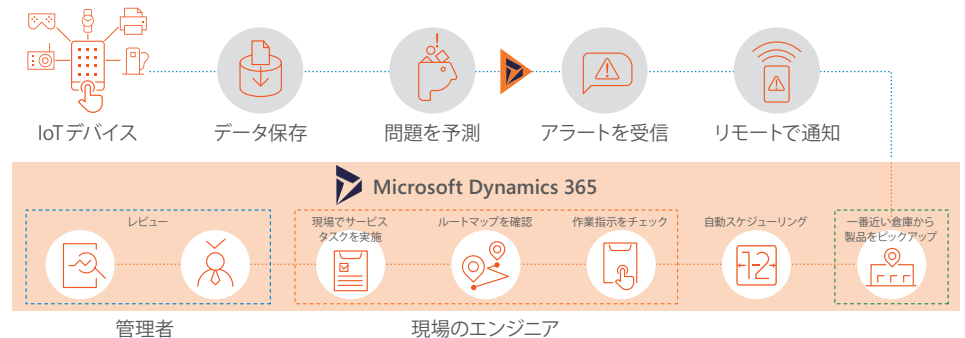 IoT デバイス
データ保存
問題を予測
アラートを受信
リモートで通知
Microsoft Dynamics 365
レビュー
現場でサービス
タスクを実施
ルートマップを確認
作業指示をチェック
自動スケジューリング
一番近い倉庫から
製品をピックアップ
12
管理者
現場のエンジニア